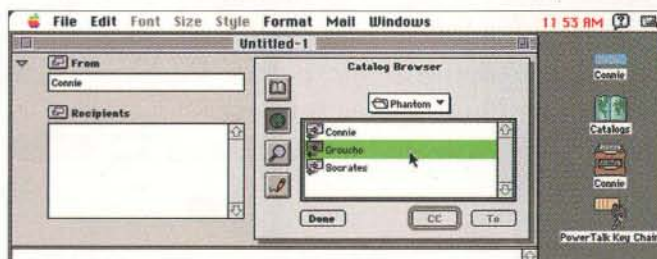 File Edit Font Size Style Format Mail Windows 11 53 AM
Untitled-1
From
Connie
Recipients
Catalog Browser
Phantom
Connie
Groucho
Socrates
Done CC To
Connie
Catalogs
Connie
PowerTalk Key Chain